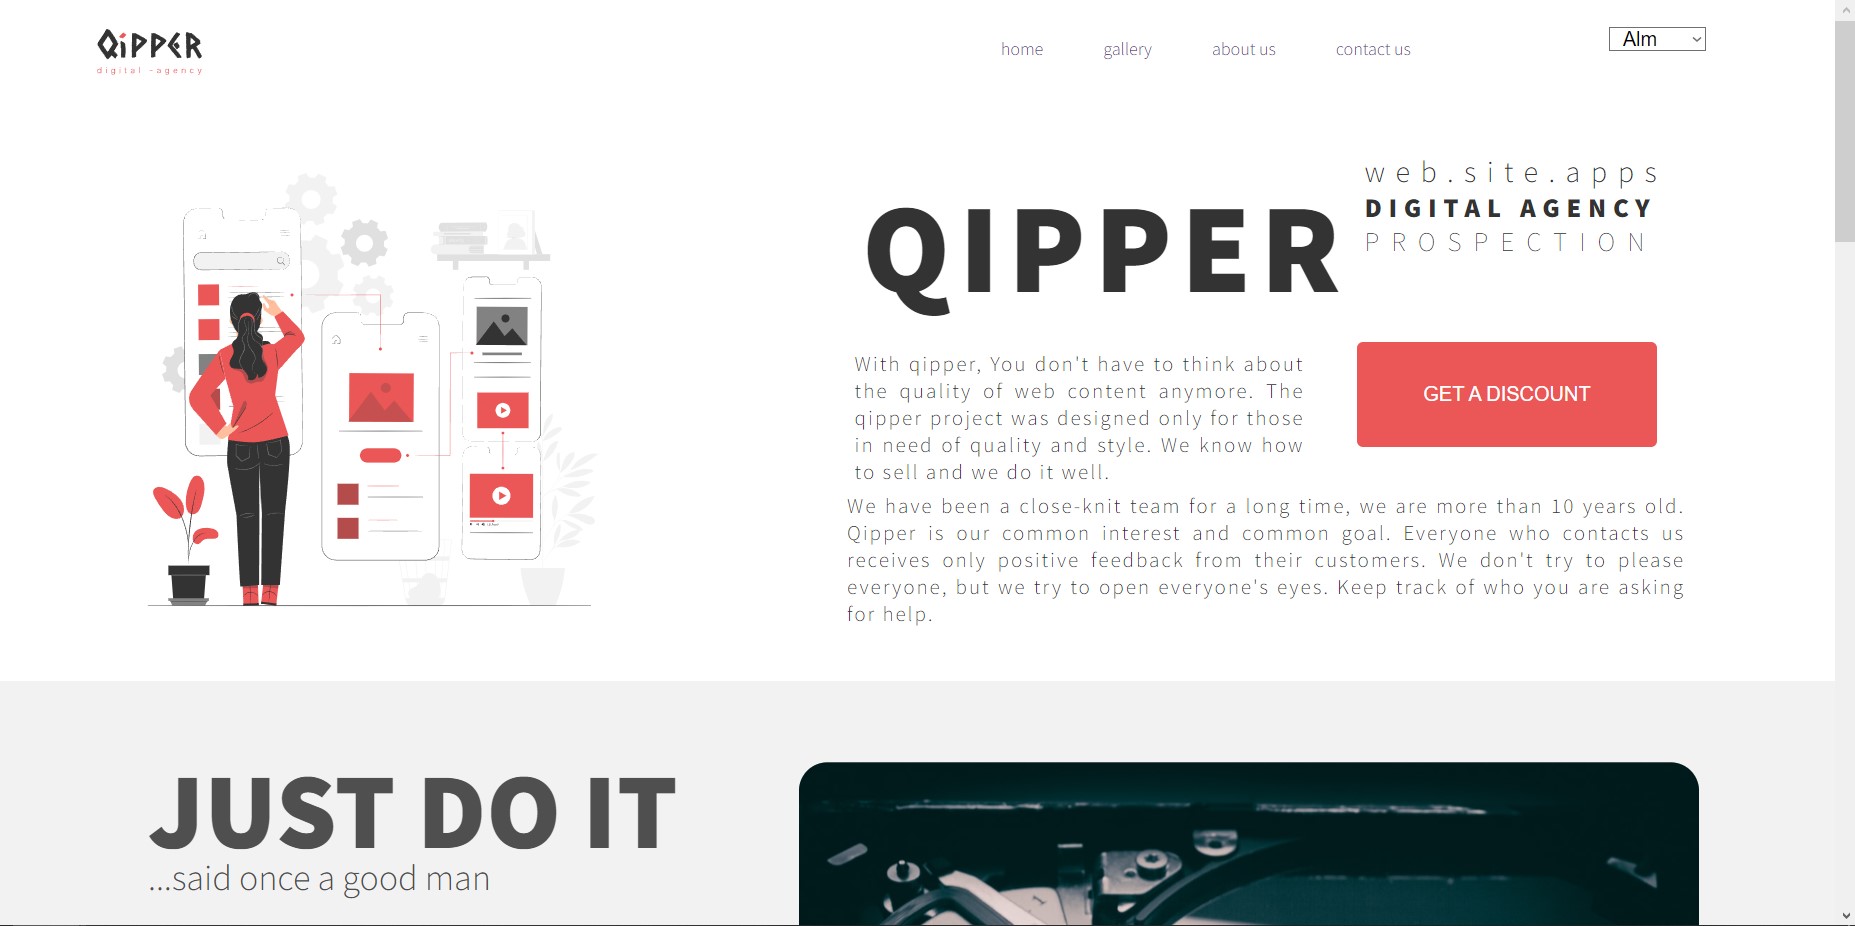 QiPPER
digital -agency
home
gallery
about us
contact us
Alm
web.site.apps
DIGITAL AGENCY
PROSPECTION
QIPPER
With qipper, You don't have to think about
the quality of web content anymore. The
qipper project was designed only for those
in need of quality and style. We know how
to sell and we do it well.
GET A DISCOUNT
We have been a close-knit team for a long time, we are more than 10 years old.
Qipper is our common interest and common goal. Everyone who contacts us
receives only positive feedback from their customers. We don't try to please
everyone, but we try to open everyone's eyes. Keep track of who you are asking
for help.
JUST DO IT
...said once a good man